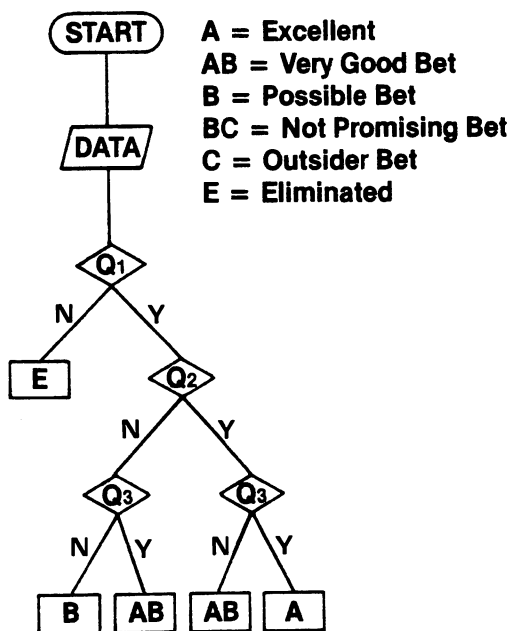 START
A = Excellent
AB = Very Good Bet
B = Possible Bet
BC = Not Promising Bet
C = Outsider Bet
E = Eliminated
DATA
Q1
N Y
E
Q2
N Y
Q3 Q3
N Y N Y
B AB AB A